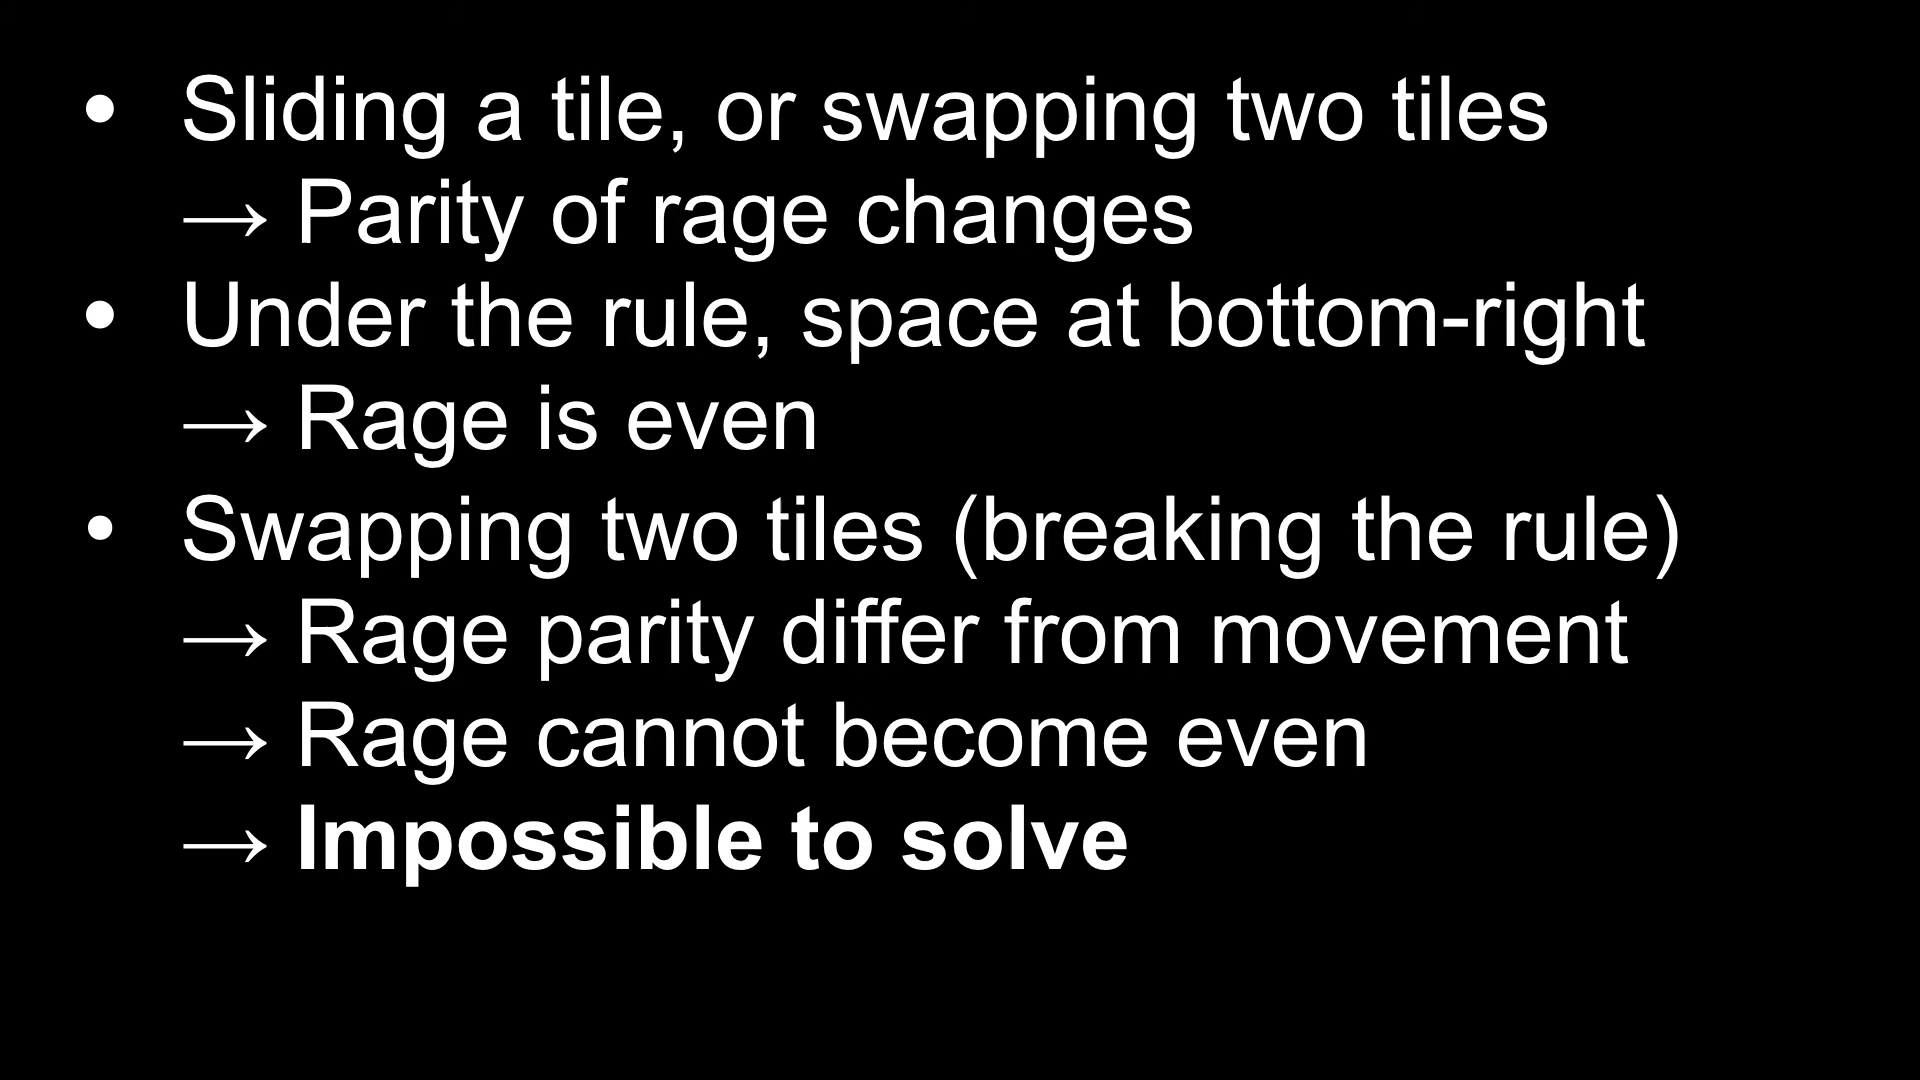 • Sliding a tile, or swapping two tiles
→ Parity of rage changes
• Under the rule, space at bottom-right
→ Rage is even
• Swapping two tiles (breaking the rule)
→ Rage parity differ from movement
→ Rage cannot become even
→ Impossible to solve